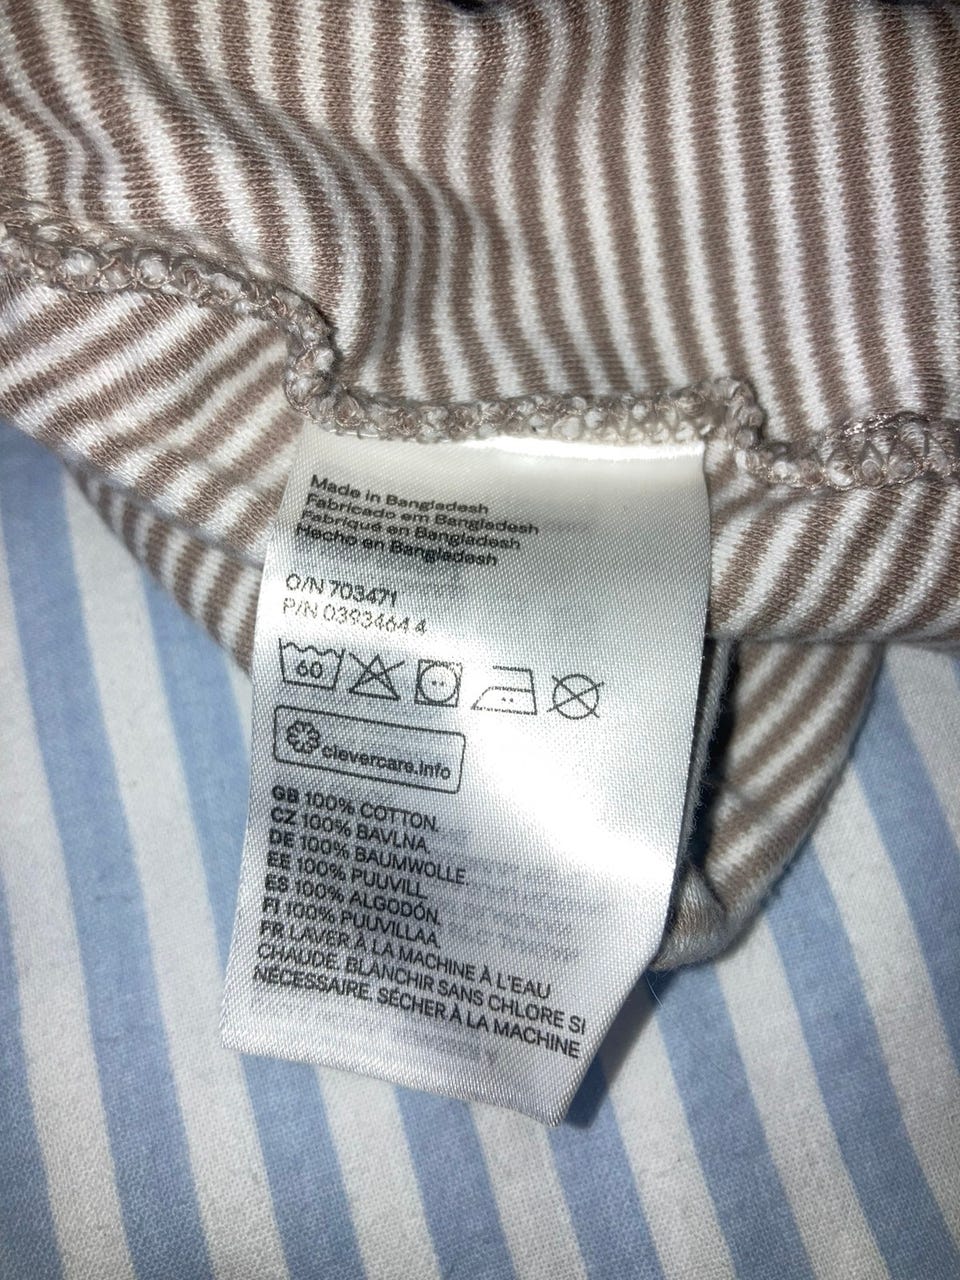 Made in Bangladesh
Fabricado em Bangladesh
Fabriqué en Bangladesh
Hecho en Bangladesh
O/N 703471
P/N 0393464 4
60
clevercare.info
GB 100% COTTON.
CZ 100% BAVLNA
DE 100% BAUMWOLLE.
EE 100% PUUVILL
ES 100% ALGODÓN.
FI 100% PUUVILLAA
FR LAVER À LA MACHINE À L'EAU
CHAUDE. BLANCHIR SANS CHLORE SI
NÉCESSAIRE. SÉCHER À LA MACHINE